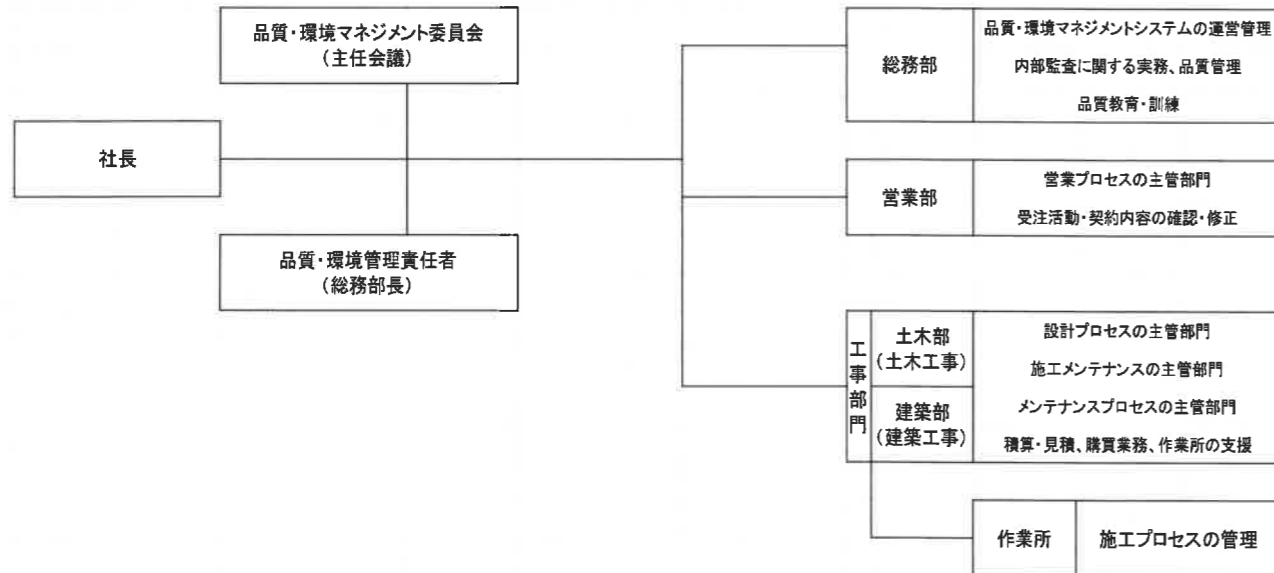 品質・環境マネジメント委員会
(主任会議)
社長
品質・環境管理責任者
(総務部長)
総務部
品質・環境マネジメントシステムの運営管理
内部監査に関する実務、品質管理
品質教育・訓練
営業部
営業プロセスの主管部門
受注活動・契約内容の確認・修正
工事部門
土木部
(土木工事)
建築部
(建築工事)
設計プロセスの主管部門
施工メンテナンスの主管部門
メンテナンスプロセスの主管部門
積算・見積、購買業務、作業所の支援
作業所
施工プロセスの管理